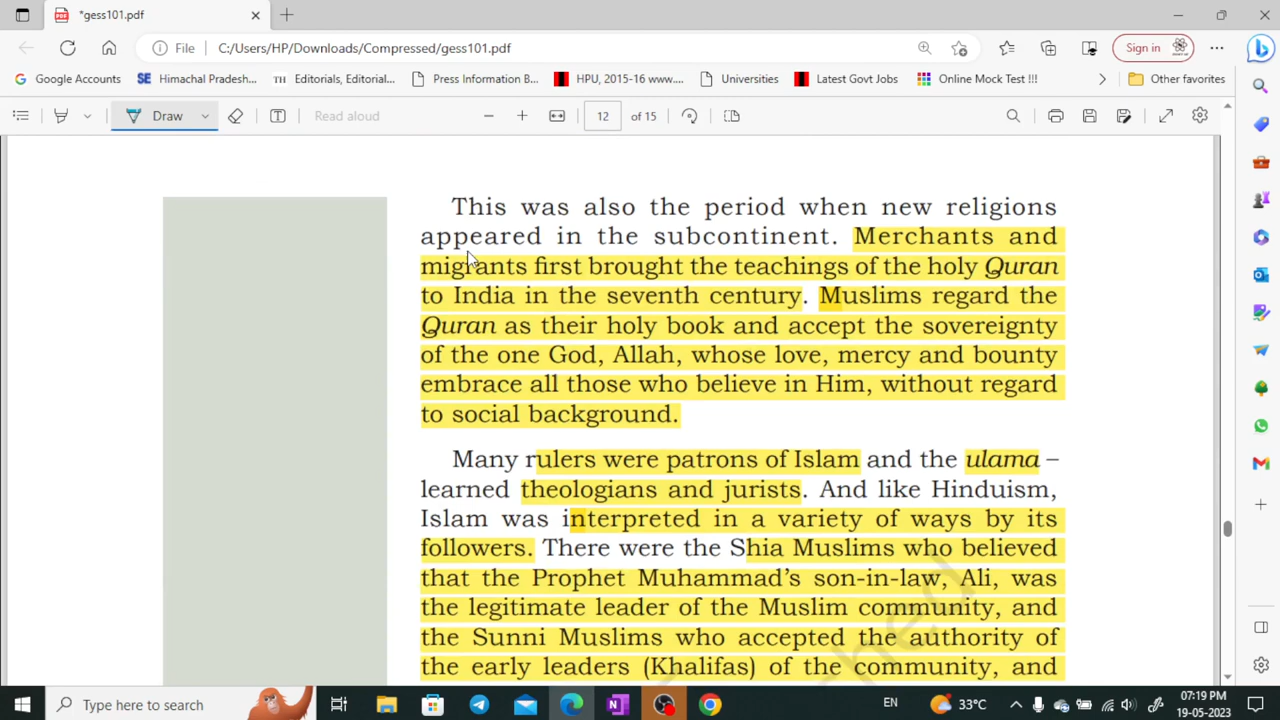 *gess101.pdf
File C:/Users/HP/Downloads/Compressed/gess101.pdf Sign in
Google Accounts SE Himachal Pradesh... TH Editorials, Editorial... Press Information B... HPU, 2015-16 www.... Universities Latest Govt Jobs Online Mock Test !!! Other favorites
Draw Read aloud 12 of 15
This was also the period when new religions
appeared in the subcontinent. Merchants and
migrants first brought the teachings of the holy Quran
to India in the seventh century. Muslims regard the
Quran as their holy book and accept the sovereignty
of the one God, Allah, whose love, mercy and bounty
embrace all those who believe in Him, without regard
to social background.
Many rulers were patrons of Islam and the ulama –
learned theologians and jurists. And like Hinduism,
Islam was interpreted in a variety of ways by its
followers. There were the Shia Muslims who believed
that the Prophet Muhammad's son-in-law, Ali, was
the legitimate leader of the Muslim community, and
the Sunni Muslims who accepted the authority of
the early leaders (Khalifas) of the community, and
Type here to search 33°C EN 07:19 PM
19-05-2023